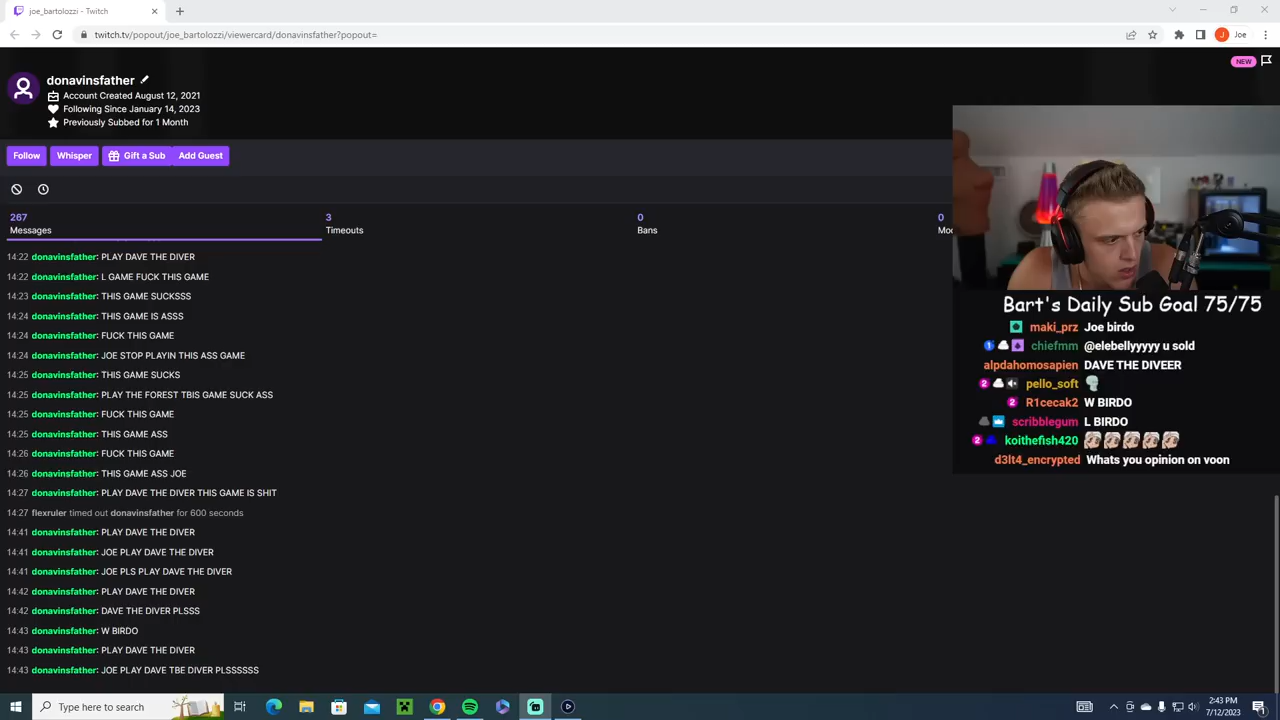 joe_bartolozzi - Twitch
twitch.tv/popout/joe_bartolozzi/viewercard/donavinsfather?popout=
Joe
NEW
donavinsfather
Account Created August 12, 2021
Following Since January 14, 2023
Previously Subbed for 1 Month
Follow
Whisper
Gift a Sub
Add Guest
267
Messages
3
Timeouts
0
Bans
0
14:22 donavinsfather: PLAY DAVE THE DIVER
14:22 donavinsfather: L GAME FUCK THIS GAME
14:23 donavinsfather: THIS GAME SUCKSSS
14:24 donavinsfather: THIS GAME IS ASSS
14:24 donavinsfather: FUCK THIS GAME
14:24 donavinsfather: JOE STOP PLAYIN THIS ASS GAME
14:25 donavinsfather: THIS GAME SUCKS
14:25 donavinsfather: PLAY THE FOREST TBIS GAME SUCK ASS
14:25 donavinsfather: FUCK THIS GAME
14:25 donavinsfather: THIS GAME ASS
14:26 donavinsfather: FUCK THIS GAME
14:26 donavinsfather: THIS GAME ASS JOE
14:27 donavinsfather: PLAY DAVE THE DIVER THIS GAME IS SHIT
14:27 flexruler timed out donavinsfather for 600 seconds
14:41 donavinsfather: PLAY DAVE THE DIVER
14:41 donavinsfather: JOE PLAY DAVE THE DIVER
14:41 donavinsfather: JOE PLS PLAY DAVE THE DIVER
14:42 donavinsfather: PLAY DAVE THE DIVER
14:42 donavinsfather: DAVE THE DIVER PLSSS
14:43 donavinsfather: W BIRDO
14:43 donavinsfather: PLAY DAVE THE DIVER
14:43 donavinsfather: JOE PLAY DAVE TBE DIVER PLSSSSSS
Bart's Daily Sub Goal 75/75
maki_prz Joe birdo
chiefmm @elebellyyyyy u sold
alpdahomosapien DAVE THE DIVEER
pello_soft
R1cecak2 W BIRDO
scribblegum L BIRDO
koithefish420
d3lt4_encrypted Whats you opinion on voon
Type here to search
2:43 PM
7/12/2023